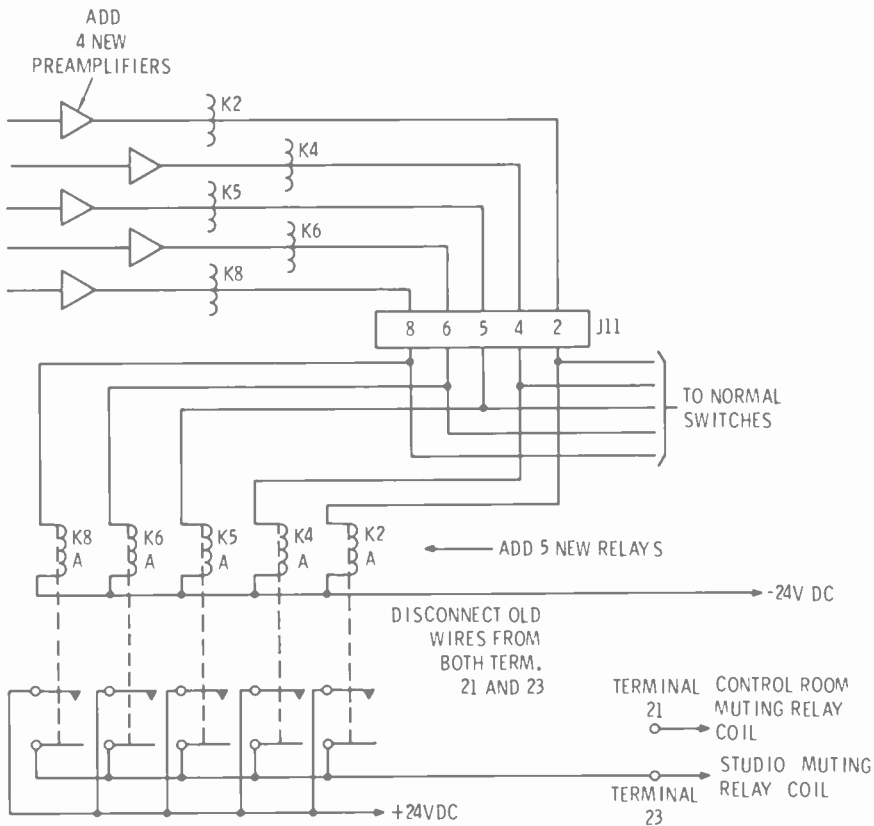 ADD
4 NEW
PREAMPLIFIERS
K2
K4
K5
K6
K8
8 6 5 4 2
J11
TO NORMAL
SWITCHES
K8
A
K6
A
K5
A
K4
A
K2
A
ADD 5 NEW RELAYS
-24V DC
DISCONNECT OLD
WIRES FROM
BOTH TERM.
21 AND 23
TERMINAL
21
CONTROL ROOM
MUTING RELAY
COIL
STUDIO MUTING
RELAY COIL
TERMINAL
23
+24VDC